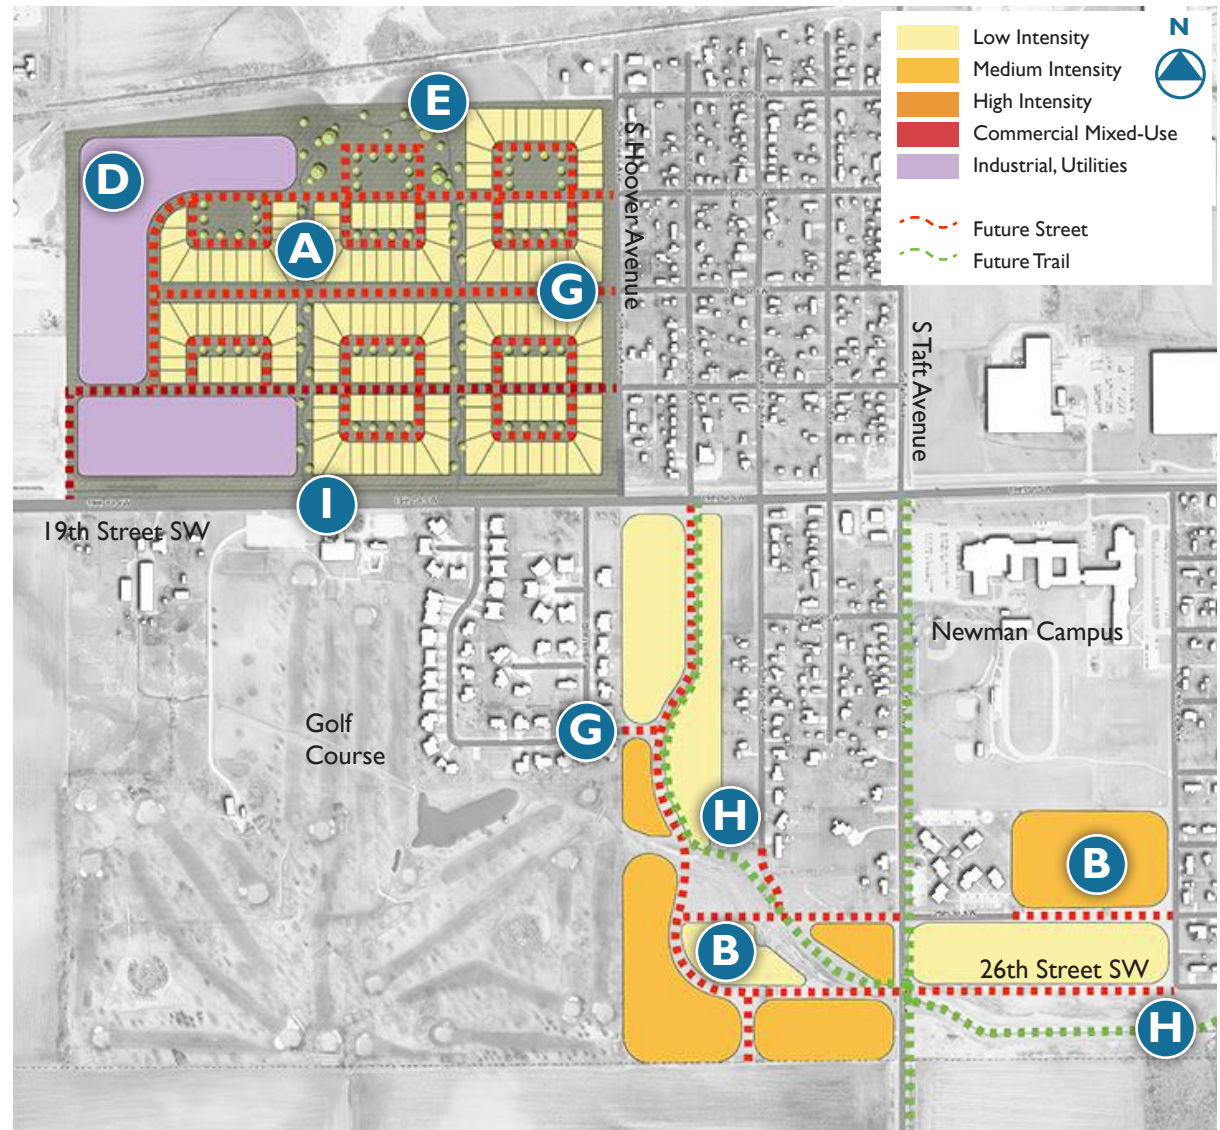 N
Low Intensity
Medium Intensity
High Intensity
Commercial Mixed-Use
Industrial, Utilities
Future Street
Future Trail
E
D
S Hoover Avenue
A
G
S Taft Avenue
I
19th Street SW
Newman Campus
Golf
Course
G
H
B
B
26th Street SW
H